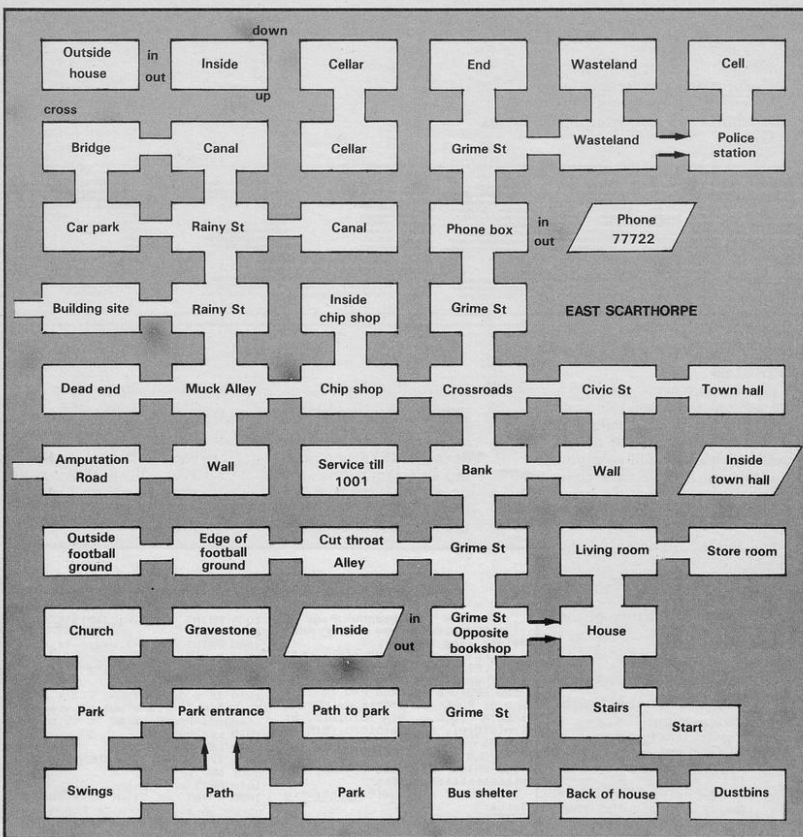 down
Outside
house
in
out
Inside
Cellar
End
Wasteland
Cell
up
cross
Bridge
Canal
Cellar
Grime St
Wasteland
Police
station
Car park
Rainy St
Canal
Phone box
in
out
Phone
77722
Building site
Rainy St
Inside
chip shop
Grime St
EAST SCARTHORPE
Dead end
Muck Alley
Chip shop
Crossroads
Civic St
Town hall
Amputation
Road
Wall
Service till
1001
Bank
Wall
Inside
town hall
Outside
football
ground
Edge of
football
ground
Cut throat
Alley
Grime St
Living room
Store room
Church
Gravestone
Inside
in
out
Grime St
Opposite
bookshop
House
Park
Park entrance
Path to park
Grime St
Stairs
Start
Swings
Path
Park
Bus shelter
Back of house
Dustbins